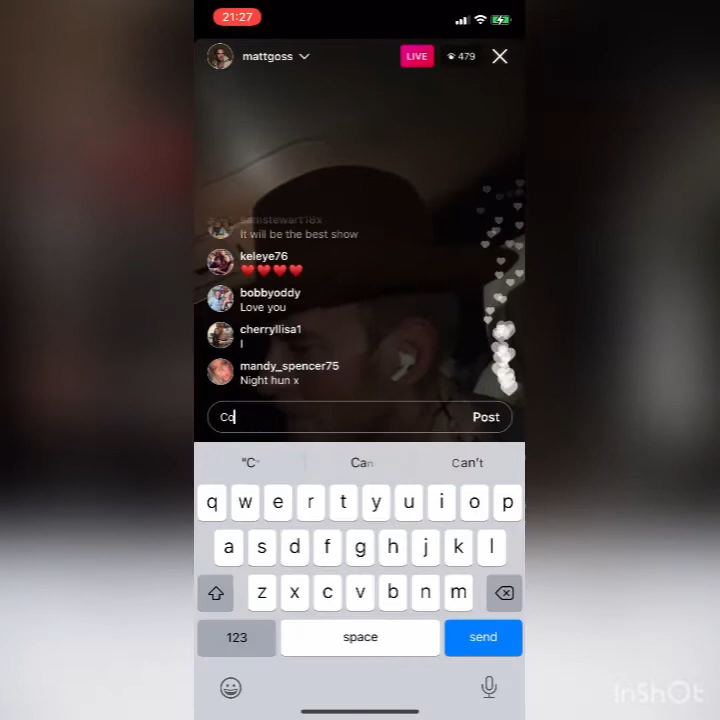 21:27
mattgoss
LIVE
479
samstewart18x
It will be the best show
keleye76
bobbyoddy
Love you
cherryllisa1
I
mandy_spencer75
Night hun x
Co
Post
"C"
Can
Can't
q w e r t y u i o p
a s d f g h j k l
z x c v b n m
123
space
send
InShOt